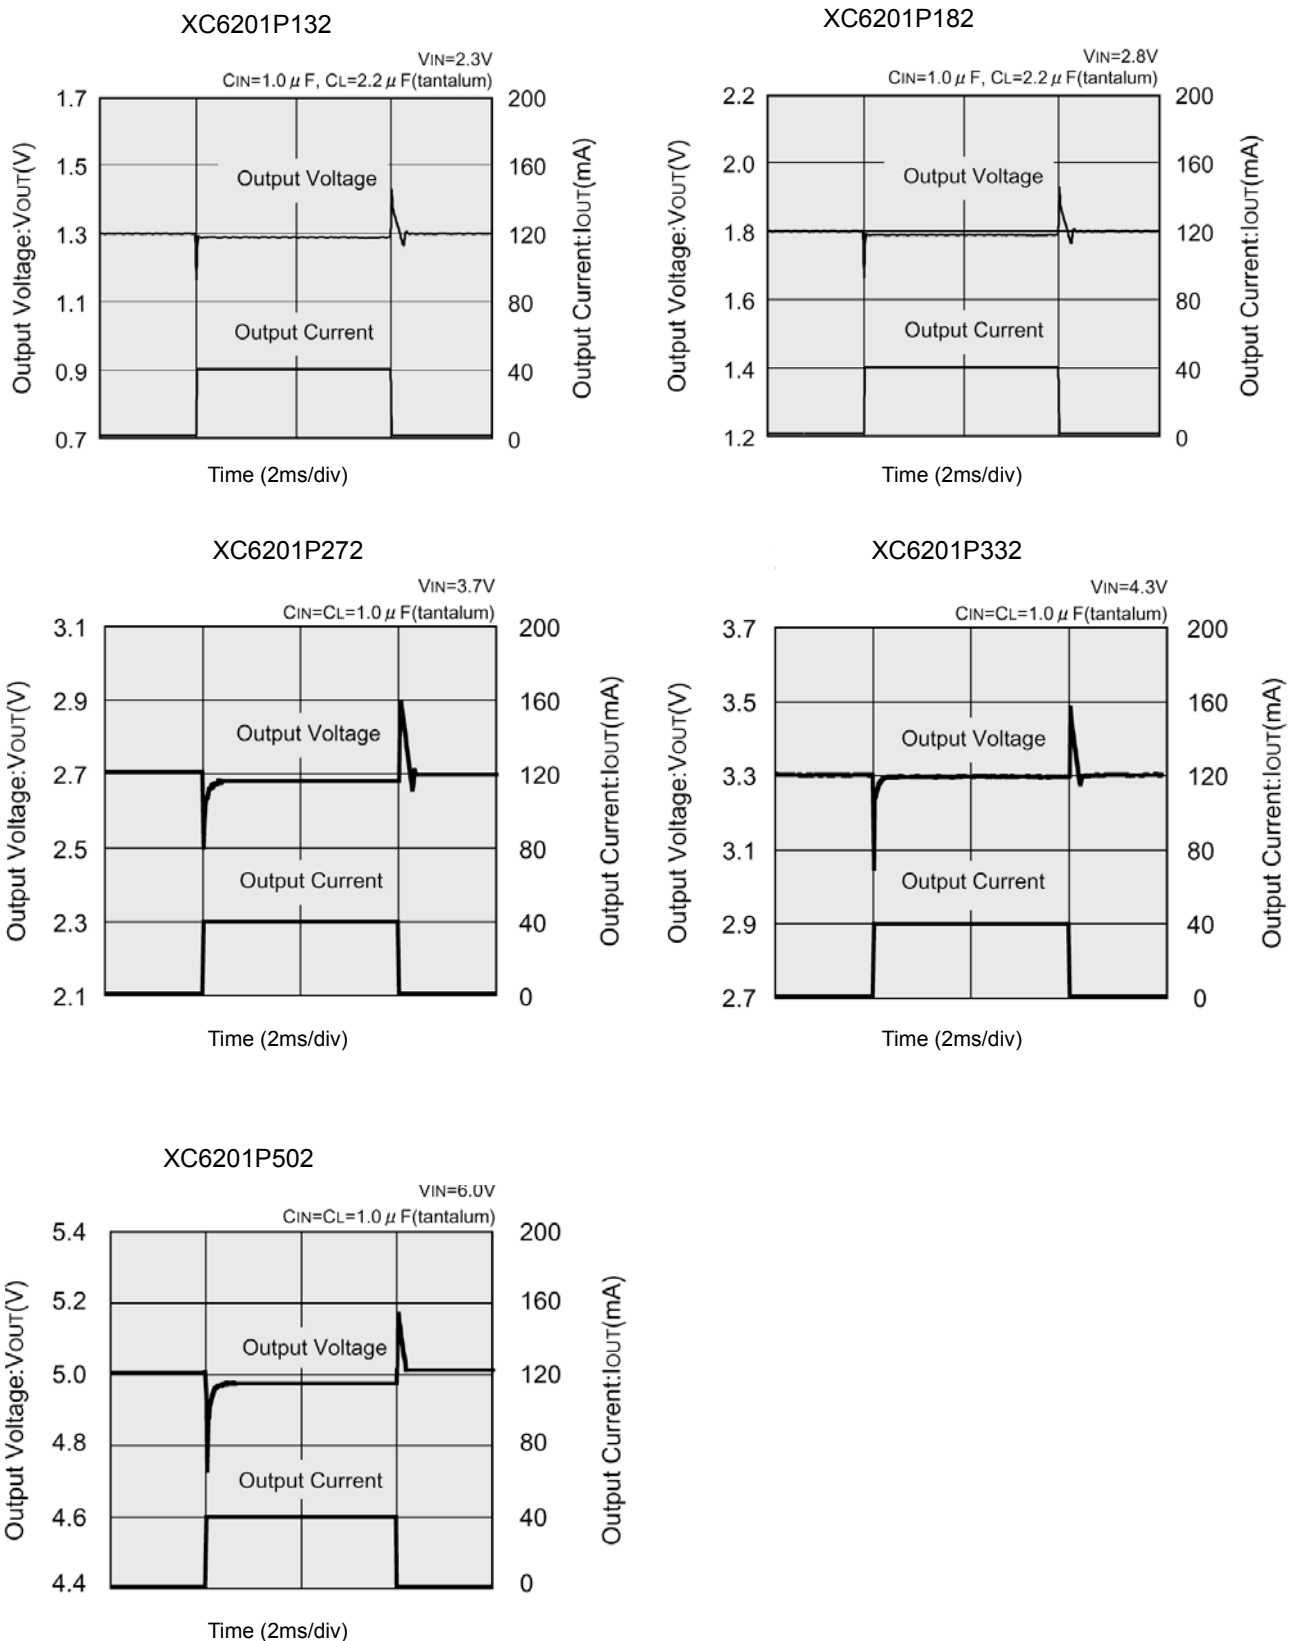 XC6201P132
VIN=2.3V
CIN=1.0μF, CL=2.2μF(tantalum)
Output Voltage:VOUT(V)
1.7
1.5
1.3
1.1
0.9
0.7
Output Voltage
Output Current
200
160
120
80
40
0
Output Current:IOUT(mA)
Time (2ms/div)
XC6201P182
VIN=2.8V
CIN=1.0μF, CL=2.2μF(tantalum)
Output Voltage:VOUT(V)
2.2
2.0
1.8
1.6
1.4
1.2
Output Voltage
Output Current
200
160
120
80
40
0
Output Current:IOUT(mA)
Time (2ms/div)
XC6201P272
VIN=3.7V
CIN=CL=1.0μF(tantalum)
Output Voltage:VOUT(V)
3.1
2.9
2.7
2.5
2.3
2.1
Output Voltage
Output Current
200
160
120
80
40
0
Output Current:IOUT(mA)
Time (2ms/div)
XC6201P332
VIN=4.3V
CIN=CL=1.0μF(tantalum)
Output Voltage:VOUT(V)
3.7
3.5
3.3
3.1
2.9
2.7
Output Voltage
Output Current
200
160
120
80
40
0
Output Current:IOUT(mA)
Time (2ms/div)
XC6201P502
VIN=6.0V
CIN=CL=1.0μF(tantalum)
Output Voltage:VOUT(V)
5.4
5.2
5.0
4.8
4.6
4.4
Output Voltage
Output Current
200
160
120
80
40
0
Output Current:IOUT(mA)
Time (2ms/div)